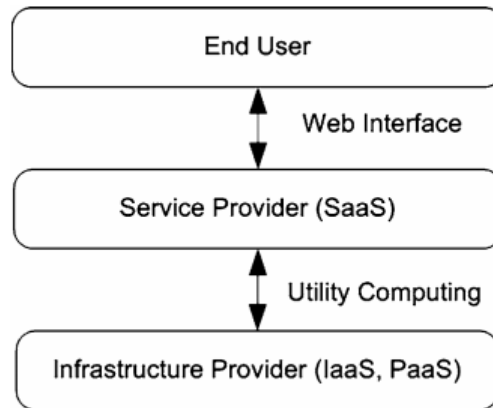 End User
Web Interface
Service Provider (SaaS)
Utility Computing
Infrastructure Provider (IaaS, PaaS)